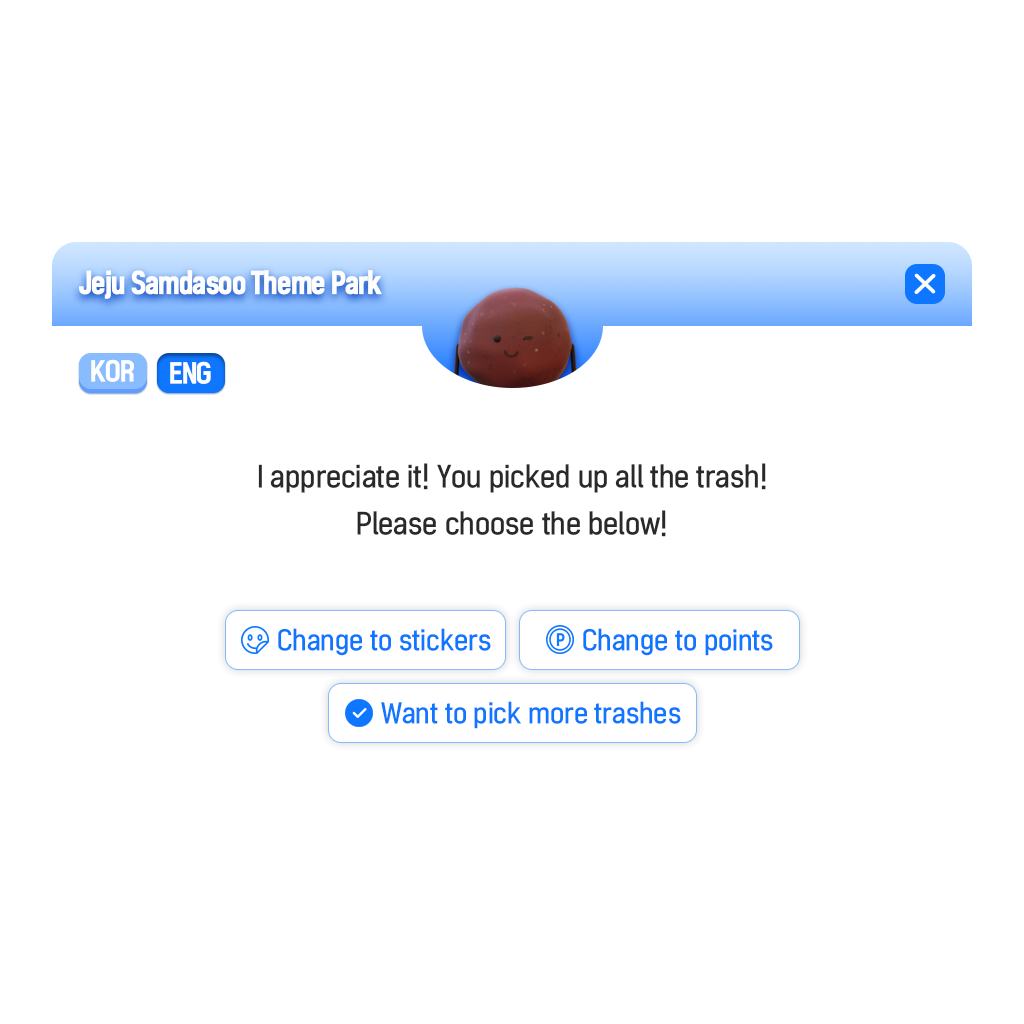 Jeju Samdasoo Theme Park
KOR ENG
I appreciate it! You picked up all the trash!
Please choose the below!
Change to stickers
P Change to points
Want to pick more trashes